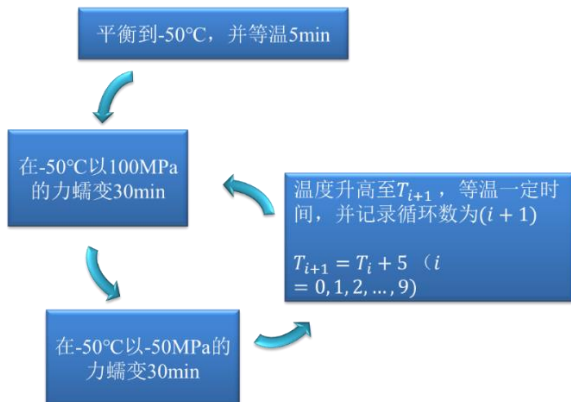 平衡到-50℃，并等温5min
在-50℃以100MPa
的力蠕变30min
温度升高至𝑇𝑖+1，等温一定时
间，并记录循环数为(𝑖 + 1)
𝑇𝑖+1 = 𝑇𝑖 + 5 （𝑖
= 0, 1, 2, … , 9)
在-50℃以-50MPa的
力蠕变30min